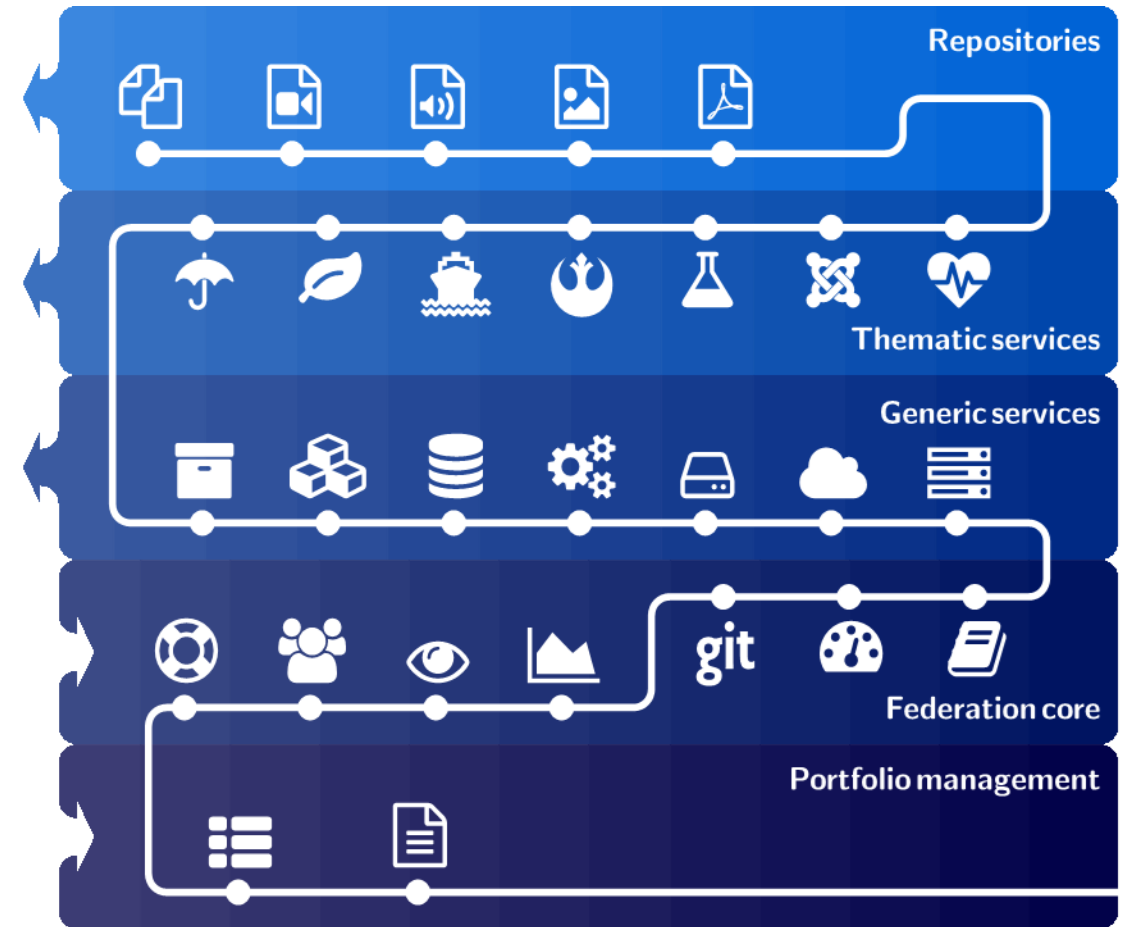 Repositories
Thematic services
Generic services
git
Federation core
Portfolio management